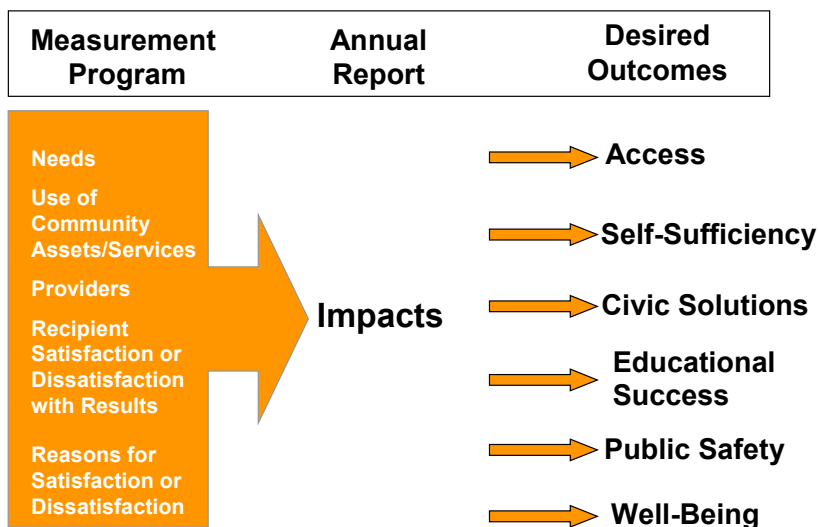 Measurement
Program
Annual
Report
Desired
Outcomes
Needs
Use of
Community
Assets/Services
Providers
Recipient
Satisfaction or
Dissatisfaction
with Results
Reasons for
Satisfaction or
Dissatisfaction
Impacts
Access
Self-Sufficiency
Civic Solutions
Educational
Success
Public Safety
Well-Being